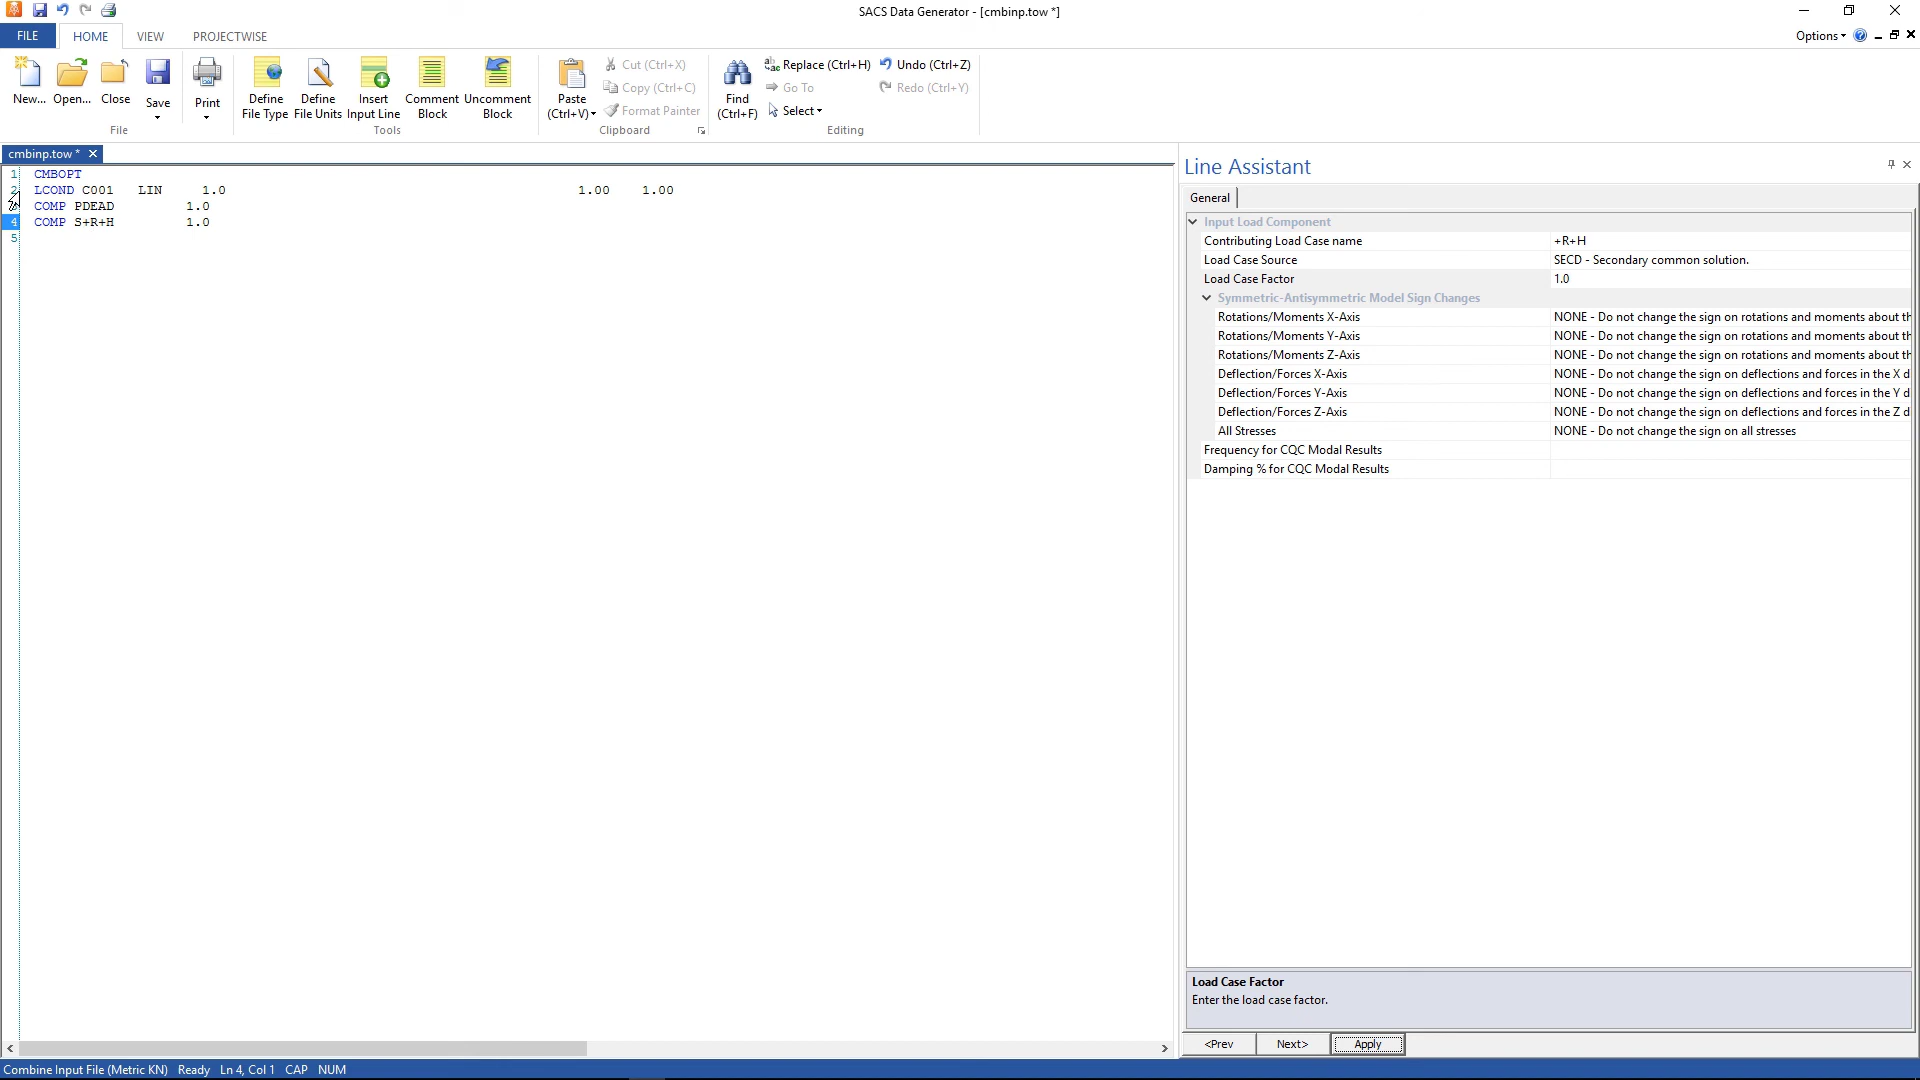 SACS Data Generator - [cmbinp.tow *]
FILE HOME VIEW PROJECTWISE Options
New... Open... Close Save Print Define File Type Define File Units Insert Input Line Comment Block Uncomment Block Paste (Ctrl+V) Cut (Ctrl+X) Copy (Ctrl+C) Format Painter Find (Ctrl+F) Replace (Ctrl+H) Go To Select Undo (Ctrl+Z) Redo (Ctrl+Y)
File Tools Clipboard Editing
cmbinp.tow *
1 CMBOPT
2 LCOND C001 LIN 1.0 1.00 1.00
3 COMP PDEAD 1.0
4 COMP S+R+H 1.0
5
Line Assistant
General
Input Load Component
Contributing Load Case name +R+H
Load Case Source SECD - Secondary common solution.
Load Case Factor 1.0
Symmetric-Antisymmetric Model Sign Changes
Rotations/Moments X-Axis NONE - Do not change the sign on rotations and moments about th
Rotations/Moments Y-Axis NONE - Do not change the sign on rotations and moments about th
Rotations/Moments Z-Axis NONE - Do not change the sign on rotations and moments about th
Deflection/Forces X-Axis NONE - Do not change the sign on deflections and forces in the X d
Deflection/Forces Y-Axis NONE - Do not change the sign on deflections and forces in the Y d
Deflection/Forces Z-Axis NONE - Do not change the sign on deflections and forces in the Z d
All Stresses NONE - Do not change the sign on all stresses
Frequency for CQC Modal Results
Damping % for CQC Modal Results
Load Case Factor
Enter the load case factor.
<Prev Next> Apply
Combine Input File (Metric KN) Ready Ln 4, Col 1 CAP NUM